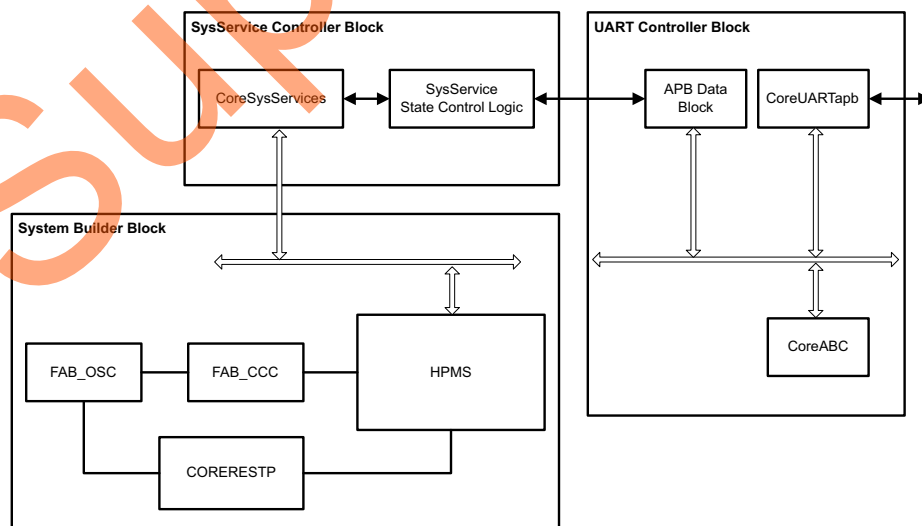 SysService Controller Block
UART Controller Block
CoreSysServices
SysService
State Control Logic
APB Data
Block
CoreUARTapb
System Builder Block
CoreABC
FAB_OSC
FAB_CCC
HPMS
CORERESTP
Sup